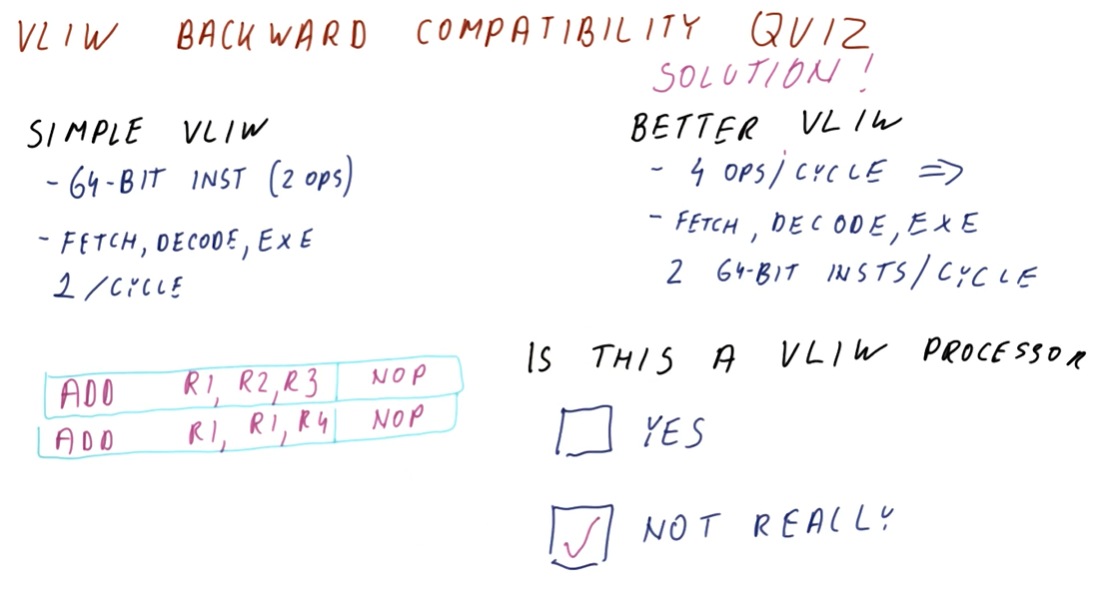 VLIW BACKWARD COMPATIBILITY QUIZ
SOLUTION!
SIMPLE VLIW
- 64-BIT INST (2 OPS)
- FETCH, DECODE, EXE
1 /CYCLE
ADD R1, R2, R3 NOP
ADD R1, R1, R4 NOP
BETTER VLIW
- 4 OPS/CYCLE =>
- FETCH, DECODE, EXE
2 64-BIT INSTS/CYCLE
IS THIS A VLIW PROCESSOR
YES
✓ NOT REALLY